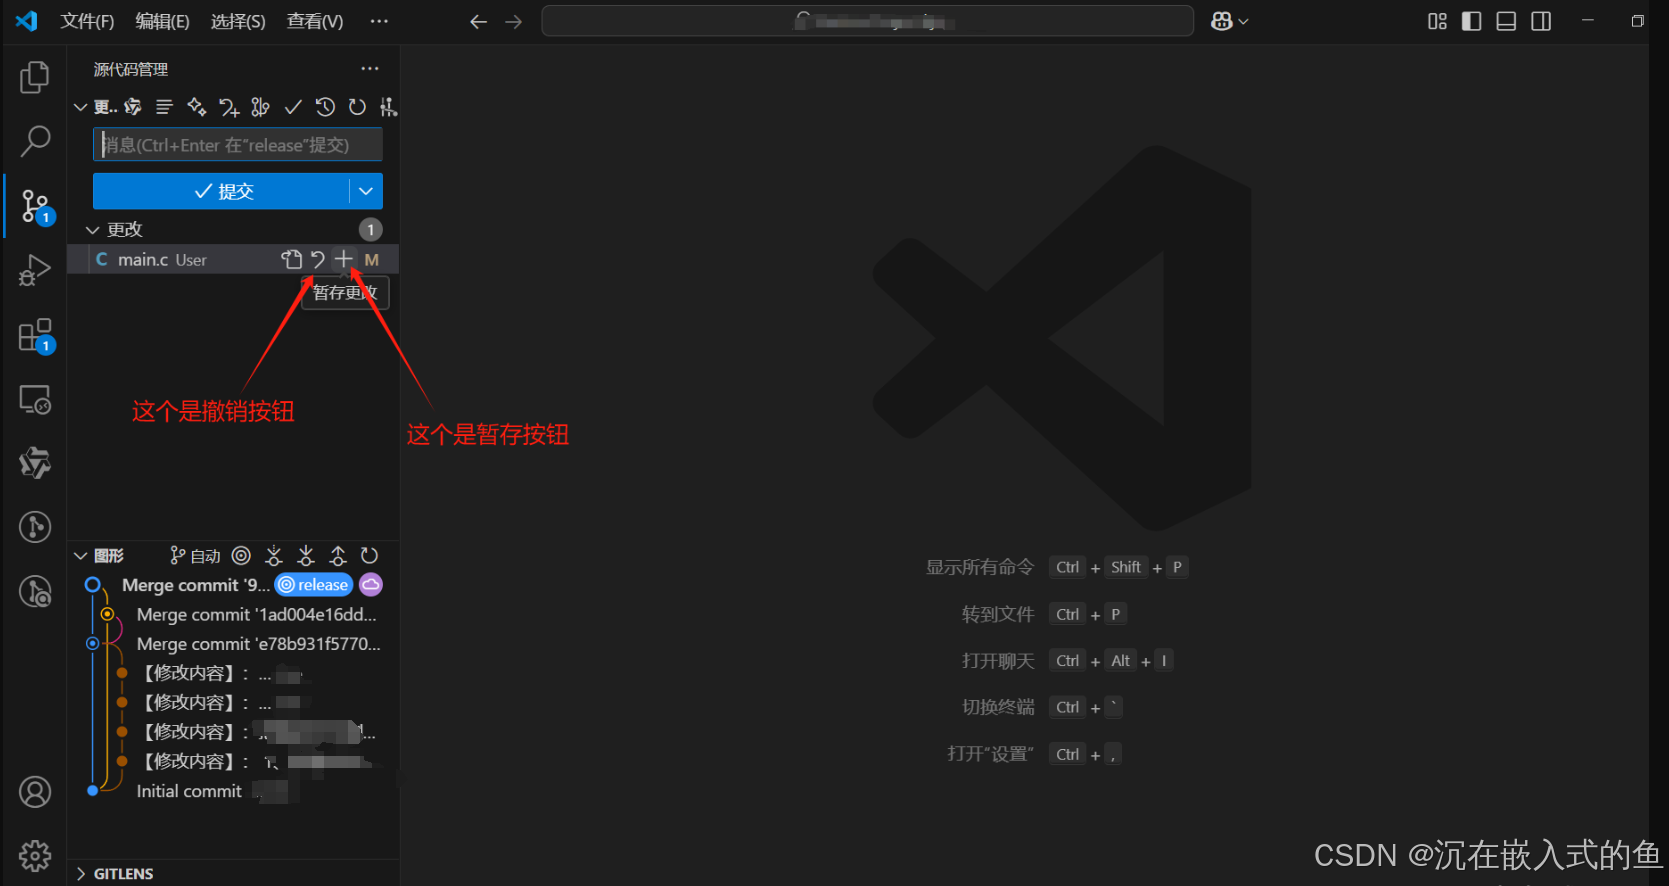 文件(F) 编辑(E) 选择(S) 查看(V) ···
源代码管理 ···
更..
消息(Ctrl+Enter 在"release"提交)
提交
更改 1
C main.c User M
暂存更改
这个是撤销按钮
这个是暂存按钮
1
1
图形 自动
Merge commit '9... release
Merge commit '1ad004e16dd...
Merge commit 'e78b931f5770...
【修改内容】: ...
【修改内容】: ...
【修改内容】: ...
【修改内容】: 1、
Initial commit
GITLENS
显示所有命令 Ctrl + Shift + P
转到文件 Ctrl + P
打开聊天 Ctrl + Alt + I
切换终端 Ctrl + `
打开"设置" Ctrl + ,
CSDN @沉在嵌入式的鱼